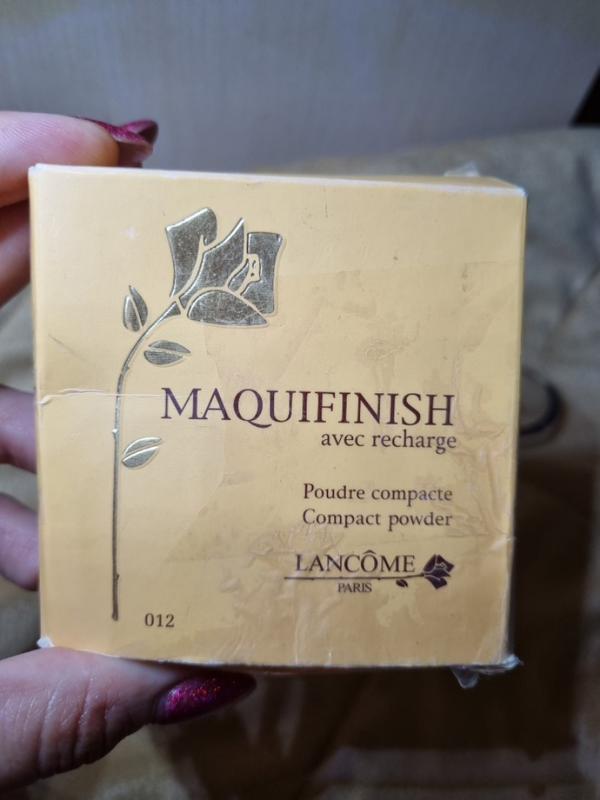 MAQUIFINISH
avec recharge
Poudre compacte
Compact powder
LANCÔME
PARIS
012